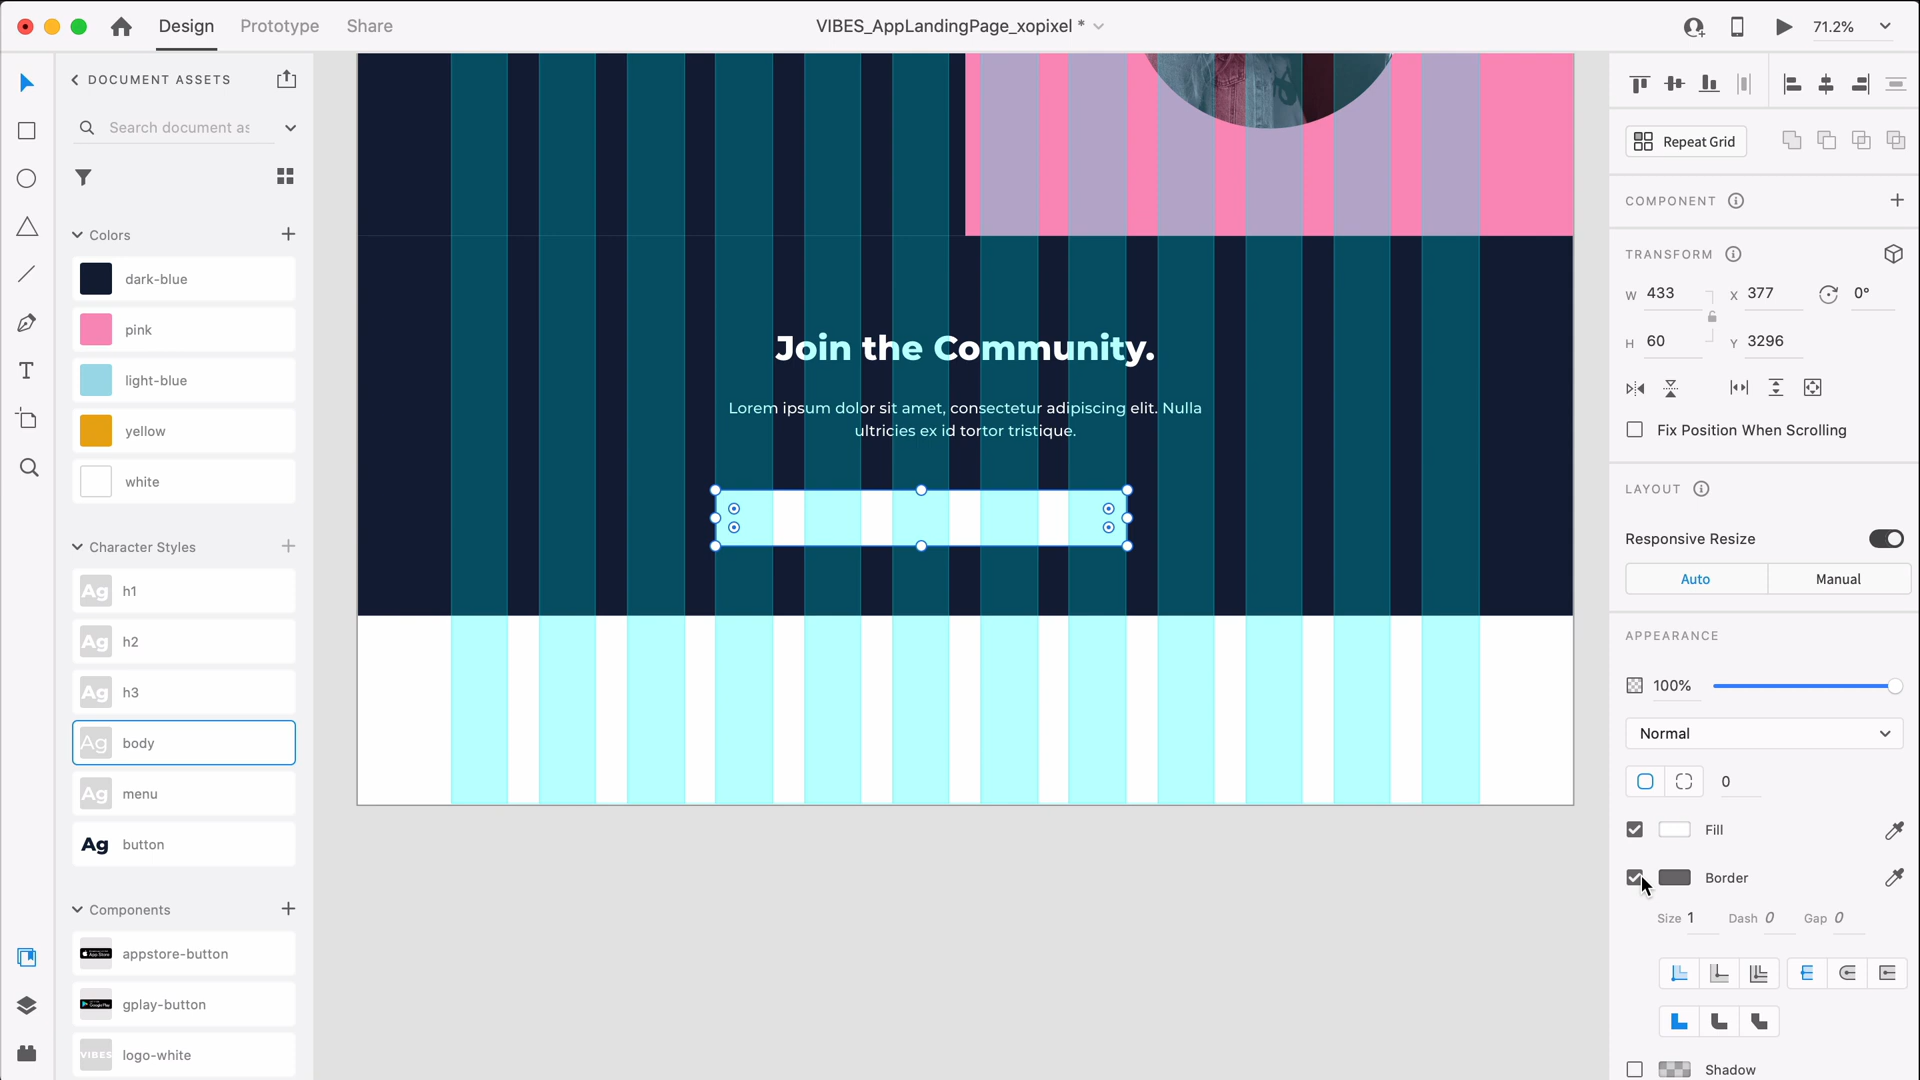 Design Prototype Share
VIBES_AppLandingPage_xopixel *
71.2%
DOCUMENT ASSETS
Search document as
Colors
dark-blue
pink
light-blue
yellow
white
Character Styles
Ag h1
Ag h2
Ag h3
Ag body
Ag menu
Ag button
Components
appstore-button
gplay-button
VIBES logo-white
Join the Community.
Lorem ipsum dolor sit amet, consectetur adipiscing elit. Nulla
ultricies ex id tortor tristique.
Repeat Grid
COMPONENT
TRANSFORM
W 433 X 377 0°
H 60 Y 3296
Fix Position When Scrolling
LAYOUT
Responsive Resize
Auto Manual
APPEARANCE
100%
Normal
0
Fill
Border
Size 1 Dash 0 Gap 0
Shadow